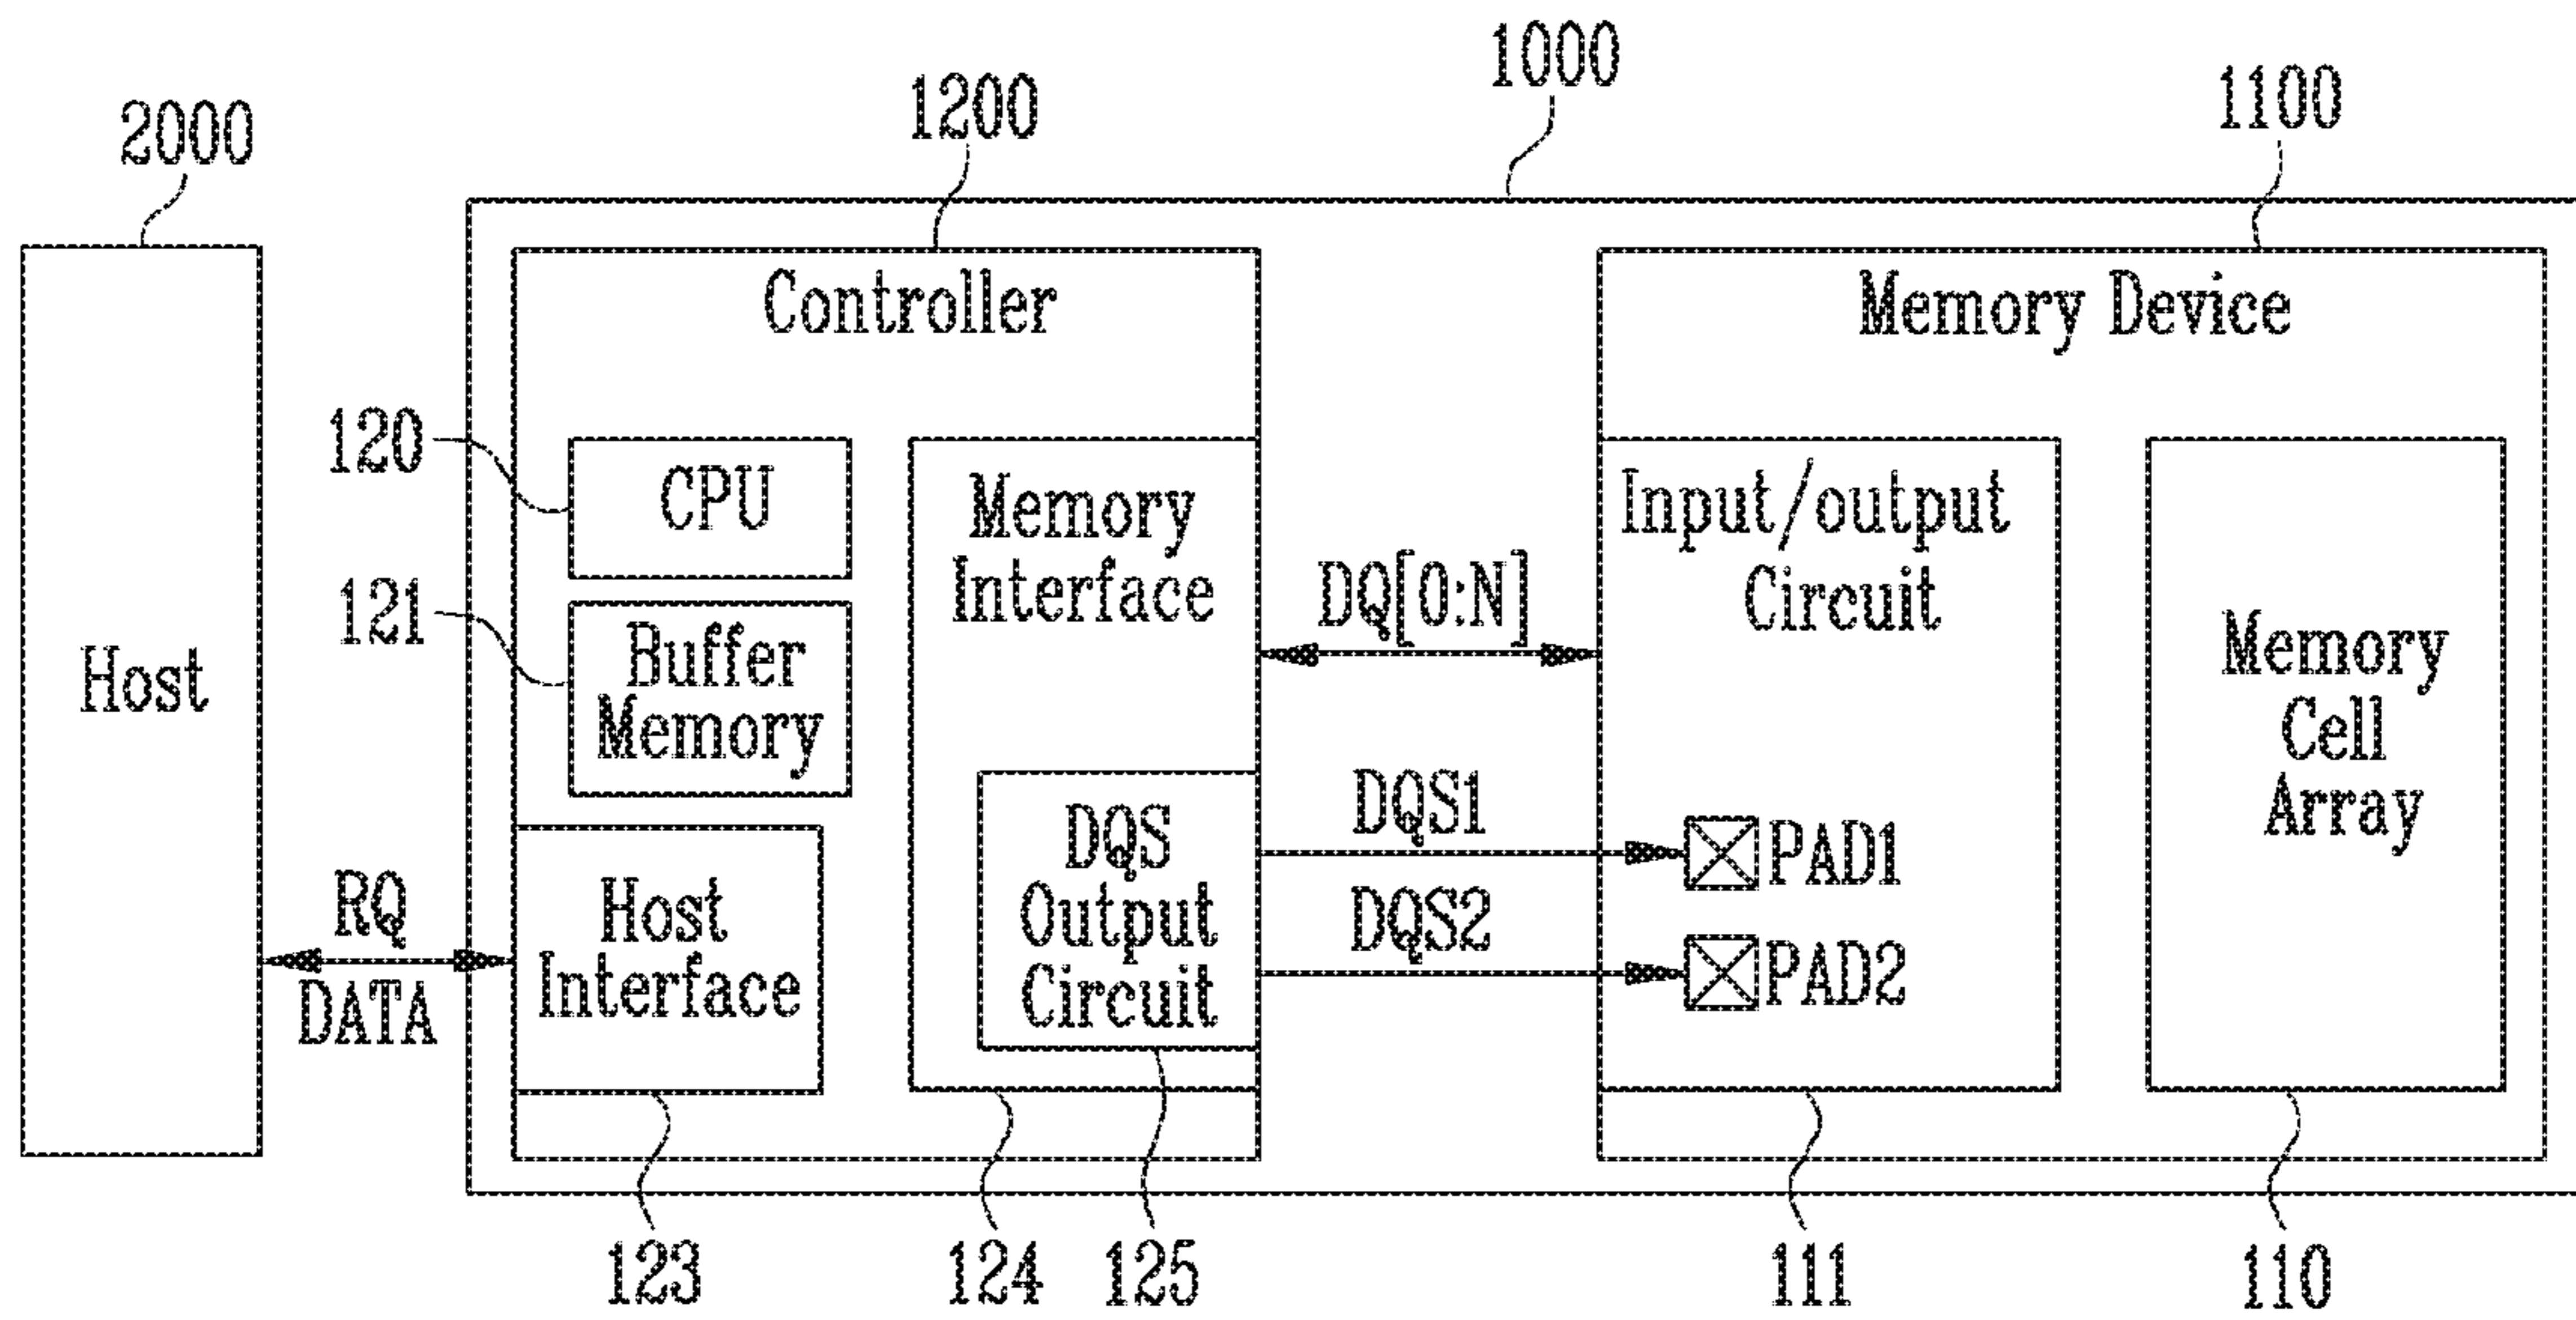 1000
1200
1100
2000
Controller
Memory Device
120
CPU
Memory
Interface
Input/output
Circuit
121
Buffer
Memory
DQ[0:N]
Host
Memory
Cell
Array
DQS
Output
Circuit
DQS1
PAD1
DQS2
PAD2
RQ
DATA
Host
Interface
123
124
125
111
110